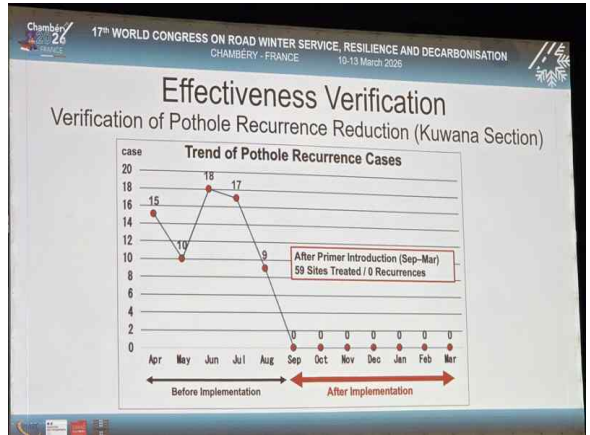 Chambéry
2026
FRANCE
17th WORLD CONGRESS ON ROAD WINTER SERVICE, RESILIENCE AND DECARBONISATION
CHAMBÉRY - FRANCE 10-13 March 2026
Effectiveness Verification
Verification of Pothole Recurrence Reduction (Kuwana Section)
case Trend of Pothole Recurrence Cases
20
18
16
14
12
10
8
6
4
2
0
15
10
18
17
9
0 0 0 0 0 0 0
After Primer Introduction (Sep–Mar)
59 Sites Treated / 0 Recurrences
Apr May Jun Jul Aug Sep Oct Nov Dec Jan Feb Mar
Before Implementation After Implementation